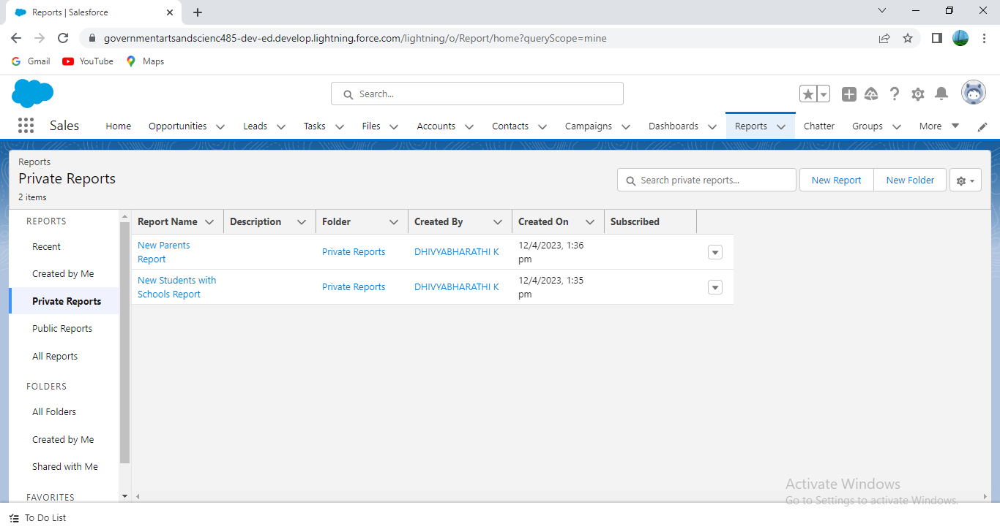 Reports | Salesforce
governmentartsandscienc485-dev-ed.develop.lightning.force.com/lightning/o/Report/home?queryScope=mine
Gmail YouTube Maps
Search...
Sales Home Opportunities Leads Tasks Files Accounts Contacts Campaigns Dashboards Reports Chatter Groups More
Reports
Private Reports
2 items
Search private reports...
New Report New Folder
REPORTS
Recent
Created by Me
Private Reports
Public Reports
All Reports
FOLDERS
All Folders
Created by Me
Shared with Me
FAVORITES
Report Name Description Folder Created By Created On Subscribed
New Parents
Report
Private Reports
DHIVYABHARATHI K
12/4/2023, 1:36
pm
New Students with
Schools Report
Private Reports
DHIVYABHARATHI K
12/4/2023, 1:35
pm
Activate Windows
Go to Settings to activate Windows.
To Do List